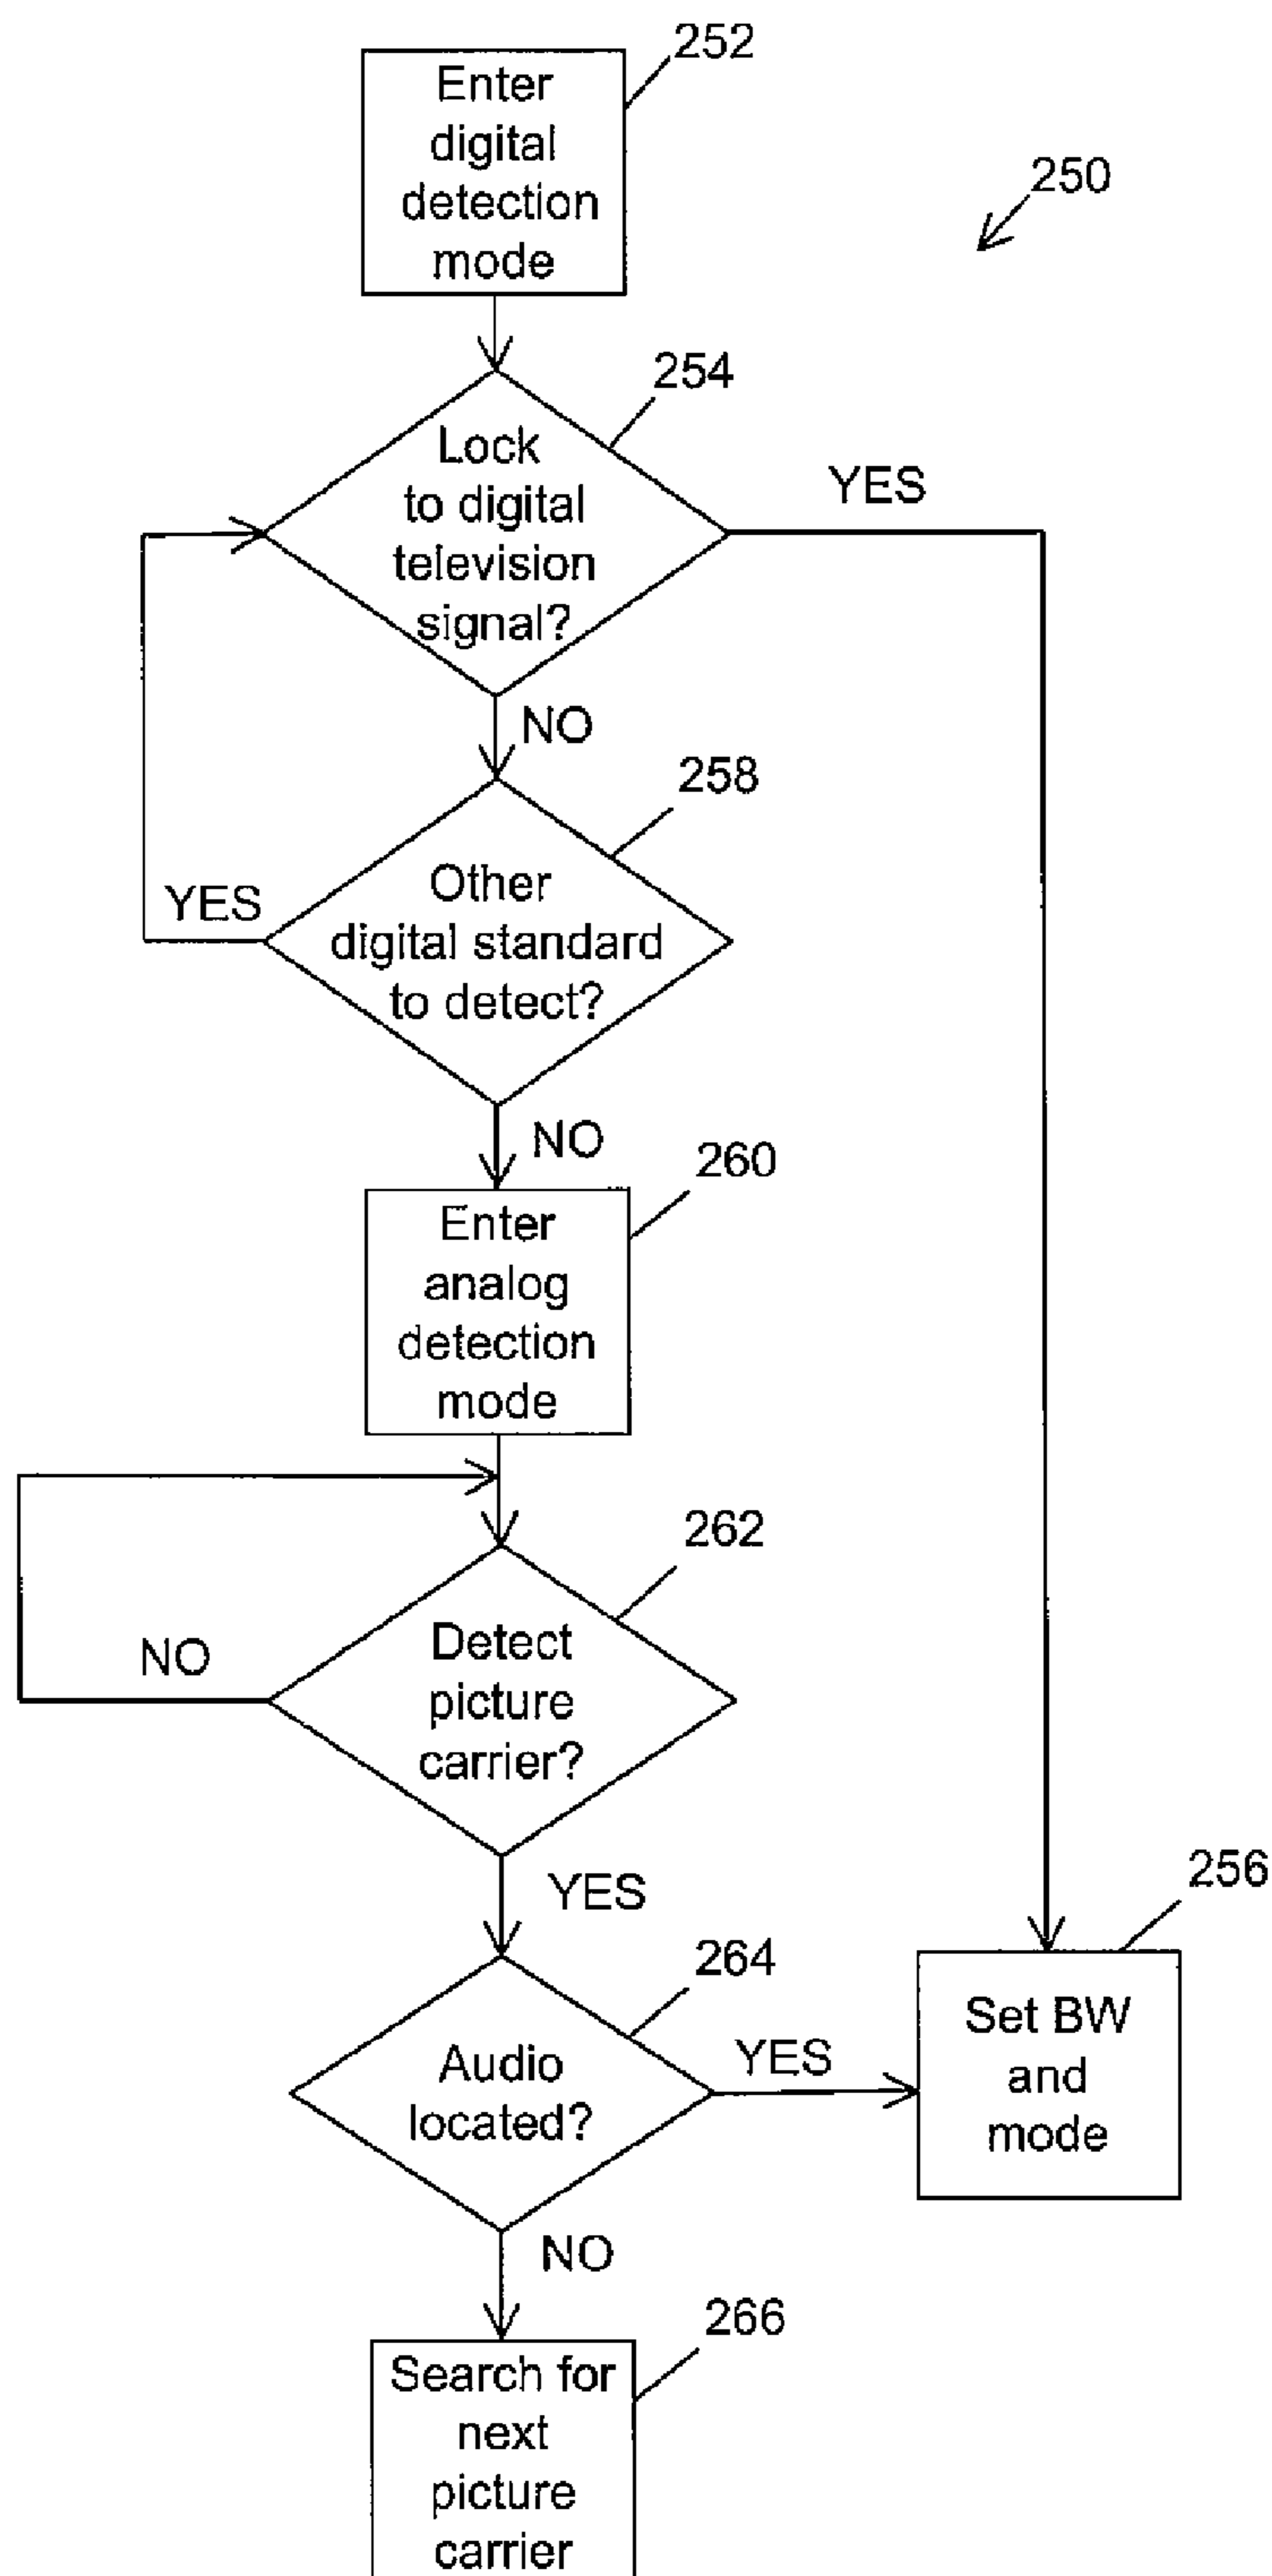 252
Enter
digital
detection
mode
250
254
Lock
to digital
television
signal?
YES
NO
258
Other
digital standard
to detect?
YES
NO
260
Enter
analog
detection
mode
262
Detect
picture
carrier?
NO
YES
256
Set BW
and
mode
264
Audio
located?
YES
NO
266
Search for
next
picture
carrier